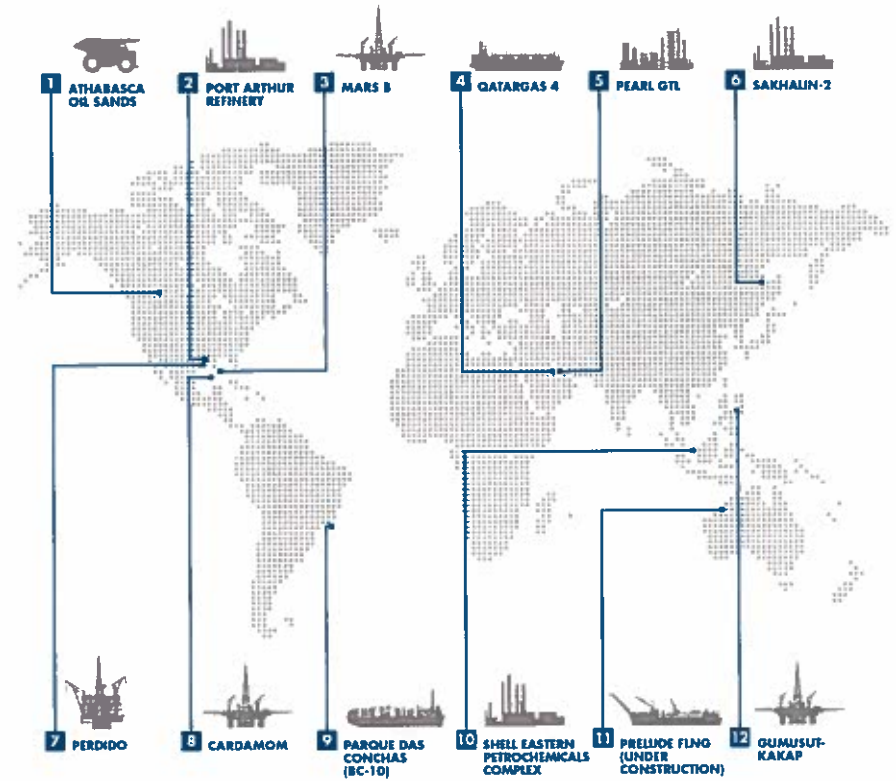 1 ATHABASCA
OIL SANDS
2 PORT ARTHUR
REFINERY
3 MARS B
4 QATARGAS 4
5 PEARL GTL
6 SAKHALIN-2
7 PERDIDO
8 CARDAMOM
9 PARQUE DAS
CONCHAS
(BC-10)
10 SHELL EASTERN
PETROCHEMICALS
COMPLEX
11 PRELUDE FLNG
(UNDER
CONSTRUCTION)
12 GUMUSUT-
KAKAP